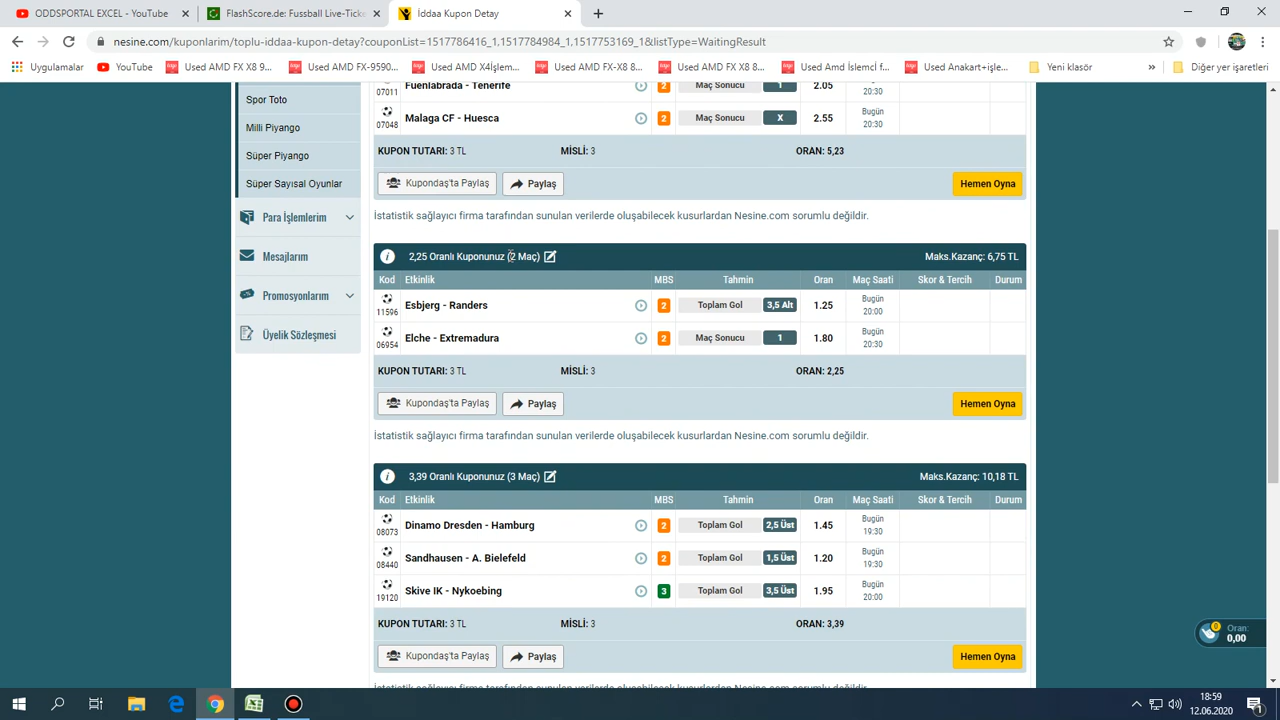 ODDSPORTAL EXCEL - YouTube
FlashScore.de: Fussball Live-Ticke
İddaa Kupon Detay
nesine.com/kuponlarim/toplu-iddaa-kupon-detay?couponList=1517786416_1,1517784984_1,1517753169_1&listType=WaitingResult
Uygulamalar YouTube Used AMD FX X8 9... Used AMD FX-9590... Used AMD X4İşlem... Used AMD FX-X8 8... Used AMD FX X8 8... Used Amd İşlemci f... Used Anakart+işle... Yeni klasör » Diğer yer işaretleri
Spor Toto
Milli Piyango
Süper Piyango
Süper Sayısal Oyunlar
Para İşlemlerim
Mesajlarım
Promosyonlarım
Üyelik Sözleşmesi
07011 Fuenlabrada - Tenerife 2 Maç Sonucu 1 2.05 20:30
07048 Malaga CF - Huesca 2 Maç Sonucu X 2.55 Bugün 20:30
KUPON TUTARI: 3 TL MİSLİ: 3 ORAN: 5,23
Kupondaş'ta Paylaş Paylaş Hemen Oyna
İstatistik sağlayıcı firma tarafından sunulan verilerde oluşabilecek kusurlardan Nesine.com sorumlu değildir.
2,25 Oranlı Kuponunuz (2 Maç) Maks.Kazanç: 6,75 TL
Kod Etkinlik MBS Tahmin Oran Maç Saati Skor & Tercih Durum
11596 Esbjerg - Randers 2 Toplam Gol 3,5 Alt 1.25 Bugün 20:00
06954 Elche - Extremadura 2 Maç Sonucu 1 1.80 Bugün 20:30
KUPON TUTARI: 3 TL MİSLİ: 3 ORAN: 2,25
Kupondaş'ta Paylaş Paylaş Hemen Oyna
İstatistik sağlayıcı firma tarafından sunulan verilerde oluşabilecek kusurlardan Nesine.com sorumlu değildir.
3,39 Oranlı Kuponunuz (3 Maç) Maks.Kazanç: 10,18 TL
Kod Etkinlik MBS Tahmin Oran Maç Saati Skor & Tercih Durum
08073 Dinamo Dresden - Hamburg 2 Toplam Gol 2,5 Üst 1.45 Bugün 19:30
08440 Sandhausen - A. Bielefeld 2 Toplam Gol 1,5 Üst 1.20 Bugün 19:30
19120 Skive IK - Nykoebing 3 Toplam Gol 3,5 Üst 1.95 Bugün 20:00
KUPON TUTARI: 3 TL MİSLİ: 3 ORAN: 3,39
Kupondaş'ta Paylaş Paylaş Hemen Oyna
İstatistik sağlayıcı firma tarafından sunulan verilerde oluşabilecek kusurlardan Nesine.com sorumlu değildir.
0 Oran:
0,00
18:59
12.06.2020
1